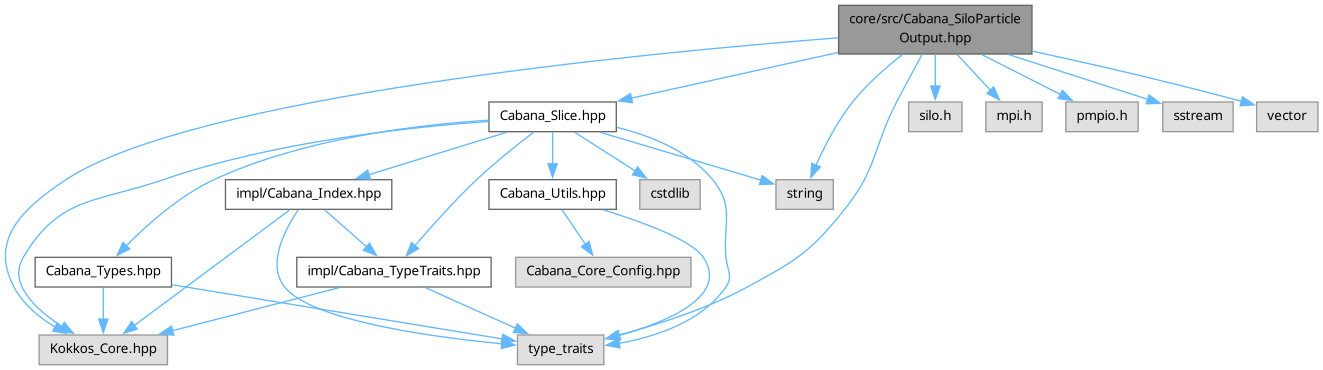 core/src/Cabana_SiloParticle
Output.hpp
Cabana_Slice.hpp
silo.h
mpi.h
pmpio.h
sstream
vector
impl/Cabana_Index.hpp
Cabana_Utils.hpp
cstdlib
string
Cabana_Types.hpp
impl/Cabana_TypeTraits.hpp
Cabana_Core_Config.hpp
Kokkos_Core.hpp
type_traits